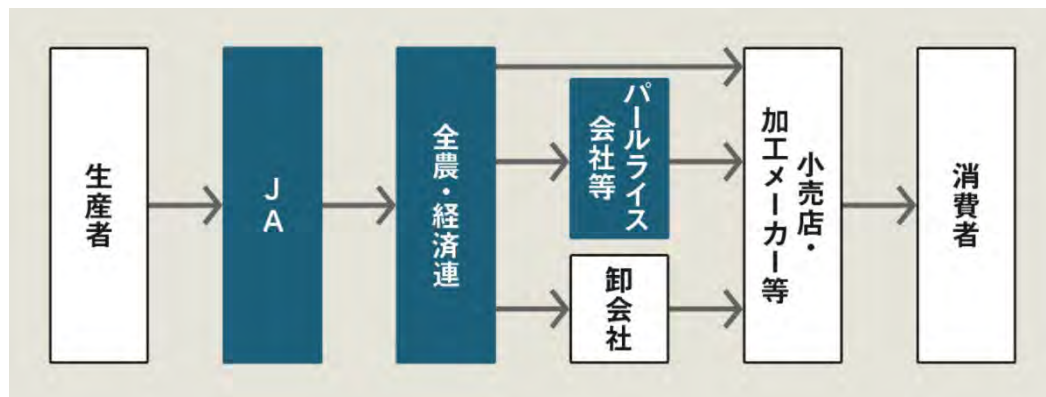 生産者
JA
全農・経済連
パールライス
会社等
卸会社
小売店・
加工メーカー等
消費者